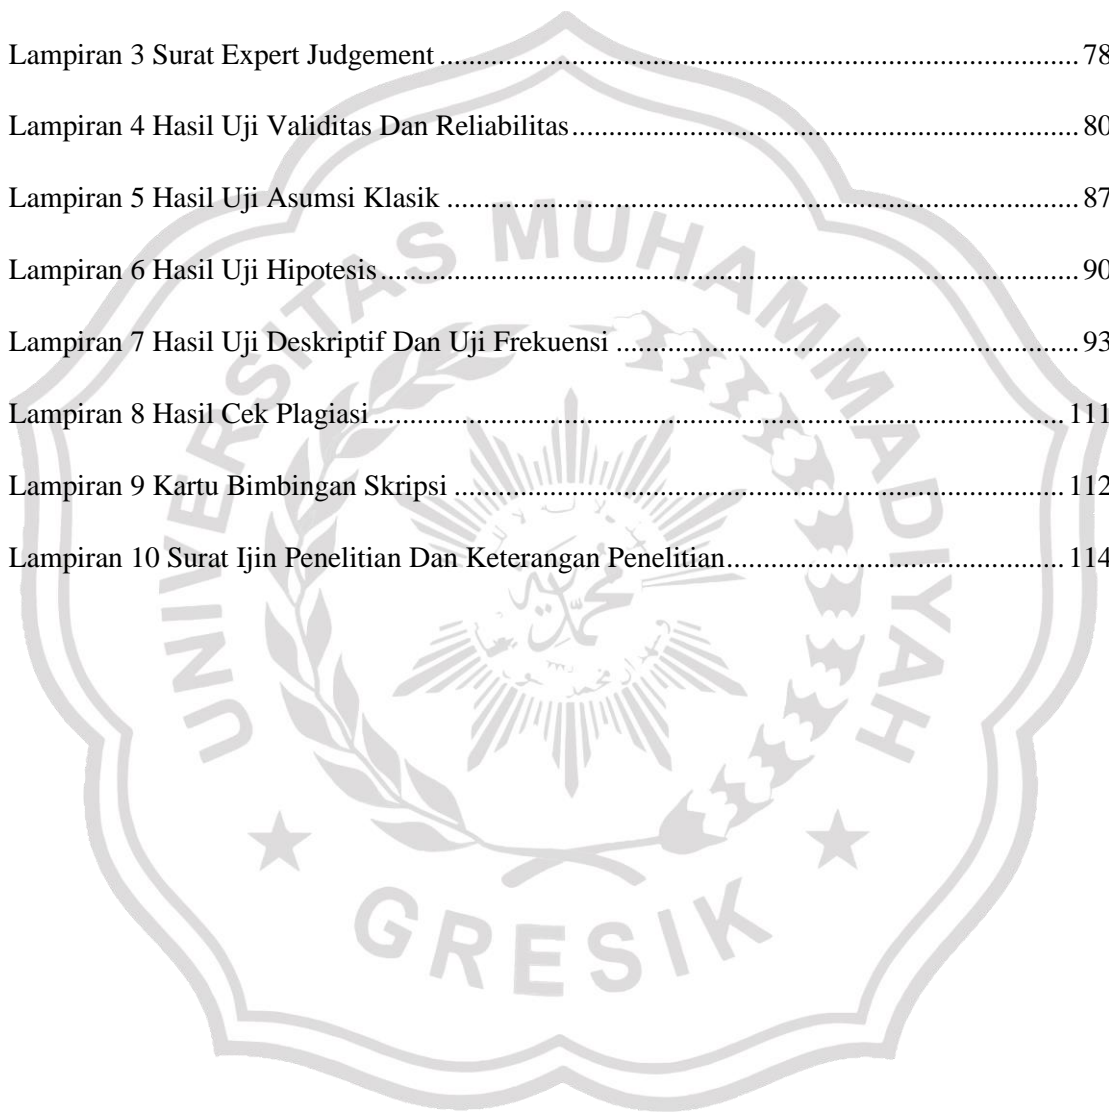 Lampiran 3 Surat Expert Judgement ........................................................................................ 78
Lampiran 4 Hasil Uji Validitas Dan Reliabilitas...................................................................... 80
Lampiran 5 Hasil Uji Asumsi Klasik ....................................................................................... 87
Lampiran 6 Hasil Uji Hipotesis................................................................................................ 90
Lampiran 7 Hasil Uji Deskriptif Dan Uji Frekuensi ................................................................ 93
Lampiran 8 Hasil Cek Plagiasi ............................................................................................... 111
Lampiran 9 Kartu Bimbingan Skripsi .................................................................................... 112
Lampiran 10 Surat Ijin Penelitian Dan Keterangan Penelitian............................................... 114
UNIVERSITAS MUHAMMADIYAH
GRESIK